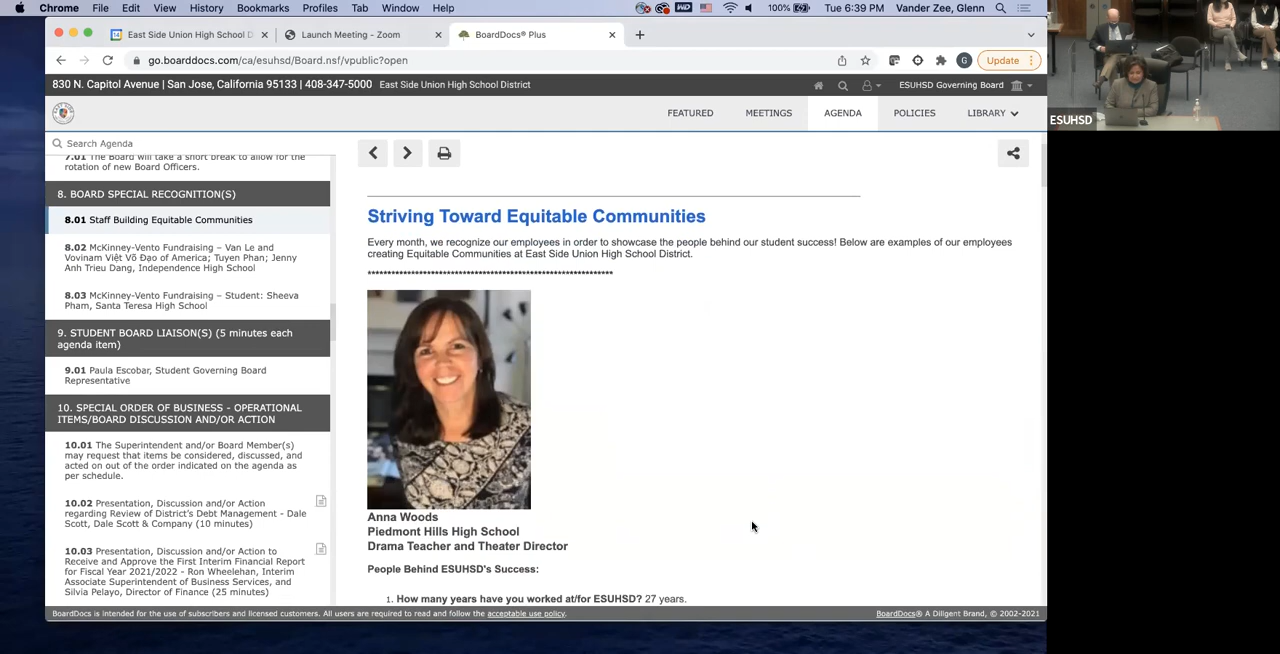 Chrome File Edit View History Bookmarks Profiles Tab Window Help
100% Tue 6:39 PM Vander Zee, Glenn
East Side Union High School D
Launch Meeting - Zoom
BoardDocs® Plus
go.boarddocs.com/ca/esuhsd/Board.nsf/vpublic?open
G
Update
830 N. Capitol Avenue | San Jose, California 95133 | 408-347-5000 East Side Union High School District
ESUHSD Governing Board
FEATURED MEETINGS AGENDA POLICIES LIBRARY
Search Agenda
7.01 The Board will take a short break to allow for the
rotation of new Board Officers.
8. BOARD SPECIAL RECOGNITION(S)
8.01 Staff Building Equitable Communities
8.02 McKinney-Vento Fundraising – Van Le and
Vovinam Việt Võ Đạo of America; Tuyen Phan; Jenny
Anh Trieu Dang, Independence High School
8.03 McKinney-Vento Fundraising – Student: Sheeva
Pham, Santa Teresa High School
9. STUDENT BOARD LIAISON(S) (5 minutes each
agenda item)
9.01 Paula Escobar, Student Governing Board
Representative
10. SPECIAL ORDER OF BUSINESS - OPERATIONAL
ITEMS/BOARD DISCUSSION AND/OR ACTION
10.01 The Superintendent and/or Board Member(s)
may request that items be considered, discussed, and
acted on out of the order indicated on the agenda as
per schedule.
10.02 Presentation, Discussion and/or Action
regarding Review of District's Debt Management - Dale
Scott, Dale Scott & Company (10 minutes)
10.03 Presentation, Discussion and/or Action to
Receive and Approve the First Interim Financial Report
for Fiscal Year 2021/2022 - Ron Wheelehan, Interim
Associate Superintendent of Business Services, and
Silvia Pelayo, Director of Finance (25 minutes)
Striving Toward Equitable Communities
Every month, we recognize our employees in order to showcase the people behind our student success! Below are examples of our employees
creating Equitable Communities at East Side Union High School District.
**************************************************************
Anna Woods
Piedmont Hills High School
Drama Teacher and Theater Director
People Behind ESUHSD's Success:
1. How many years have you worked at/for ESUHSD? 27 years.
BoardDocs is intended for the use of subscribers and licensed customers. All users are required to read and follow the acceptable use policy.
BoardDocs® A Diligent Brand, © 2002-2021
ESUHSD